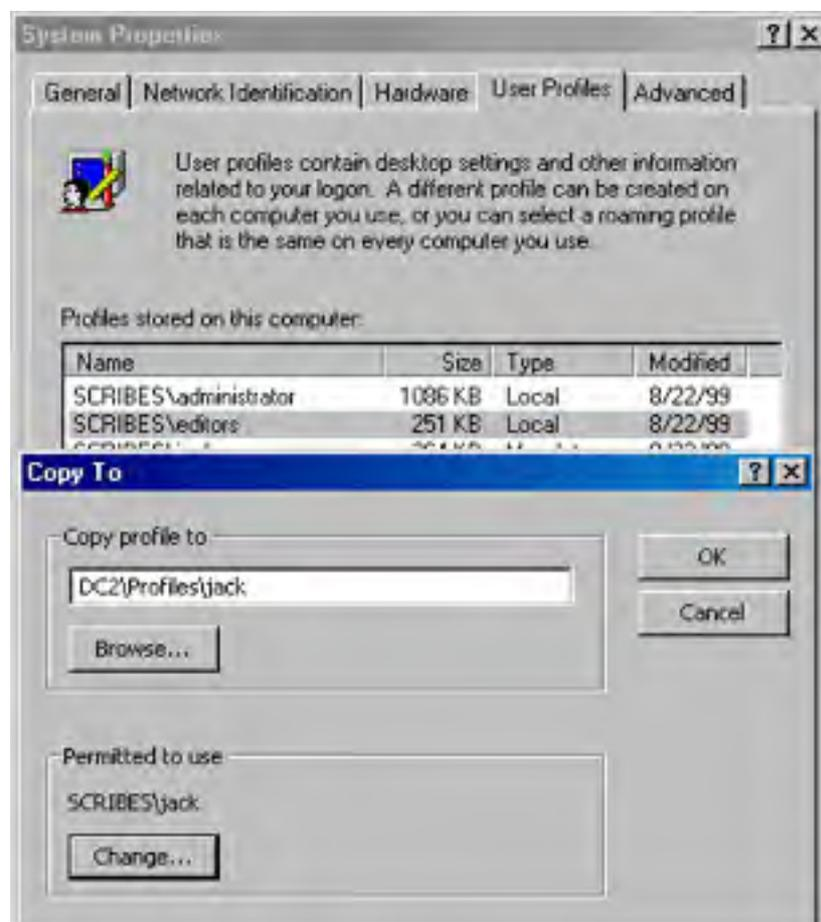 System Properties
General Network Identification Hardware User Profiles Advanced
User profiles contain desktop settings and other information
related to your logon. A different profile can be created on
each computer you use, or you can select a roaming profile
that is the same on every computer you use.
Profiles stored on this computer:
Name Size Type Modified
SCRIBES\administrator 1086 KB Local 8/22/99
SCRIBES\editors 251 KB Local 8/22/99
Copy To
Copy profile to
DC2\Profiles\jack
OK
Cancel
Browse...
Permitted to use
SCRIBES\jack
Change...